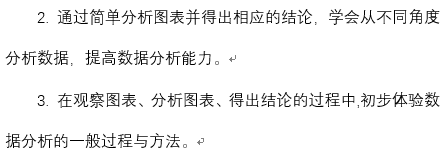 2. 通过简单分析图表并得出相应的结论，学会从不同角度
分析数据，提高数据分析能力。
3. 在观察图表、分析图表、得出结论的过程中,初步体验数
据分析的一般过程与方法。